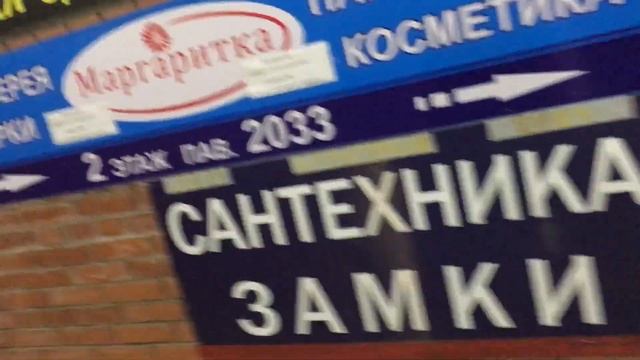 Маргаритка
КОСМЕТИКА
2 ЭТАЖ ПАВ. 2033
САНТЕХНИКА
ЗАМКИ